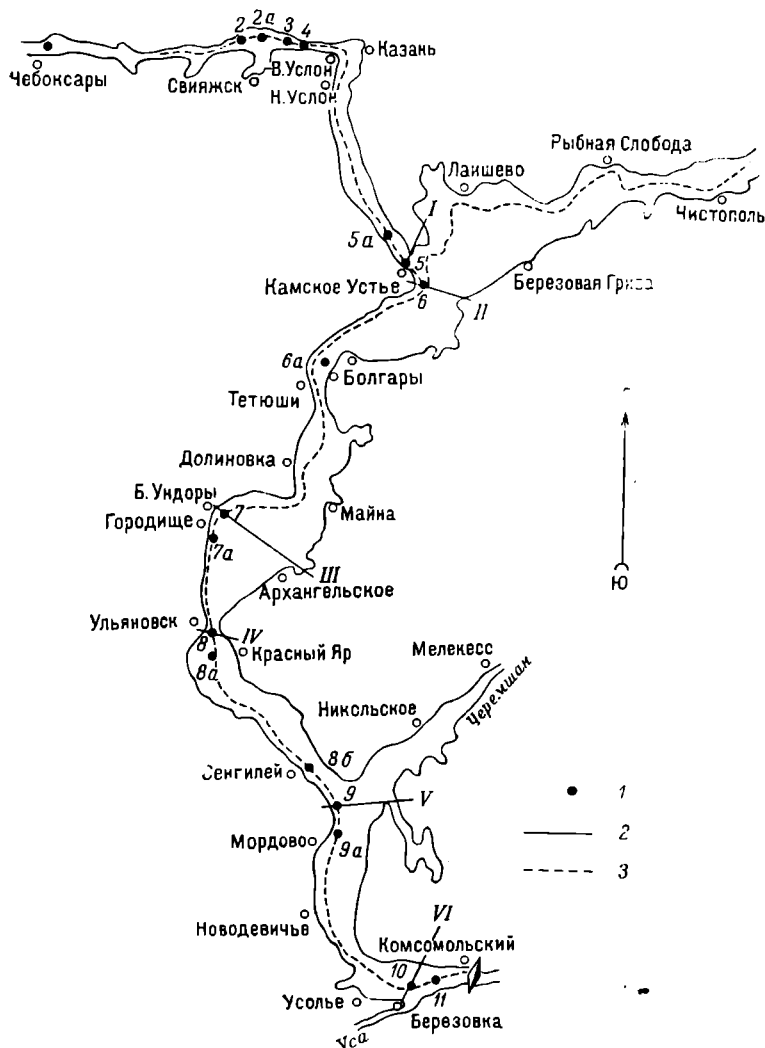 2 2а 3 4
Казань
Чебоксары
Свияжск
В.Услон
Н.Услон
Рыбная Слобода
Лаишево
I
Чистополь
5а
5
Камское Устье
6
II
Березовая Грива
6а
Болгары
Тетюши
Долиновка
Б.Ундоры
7
Городище
Майна
7а
III
Архангельское
Ю
Ульяновск
8
IV
Красный Яр
8а
Мелекесс
Черемшан
Никольское
8б
Сенгилей
9
V
1
Мордово
9а
2
3
VI
Новодевичье
Комсомольский
10
11
Усолье
Березовка
Уса